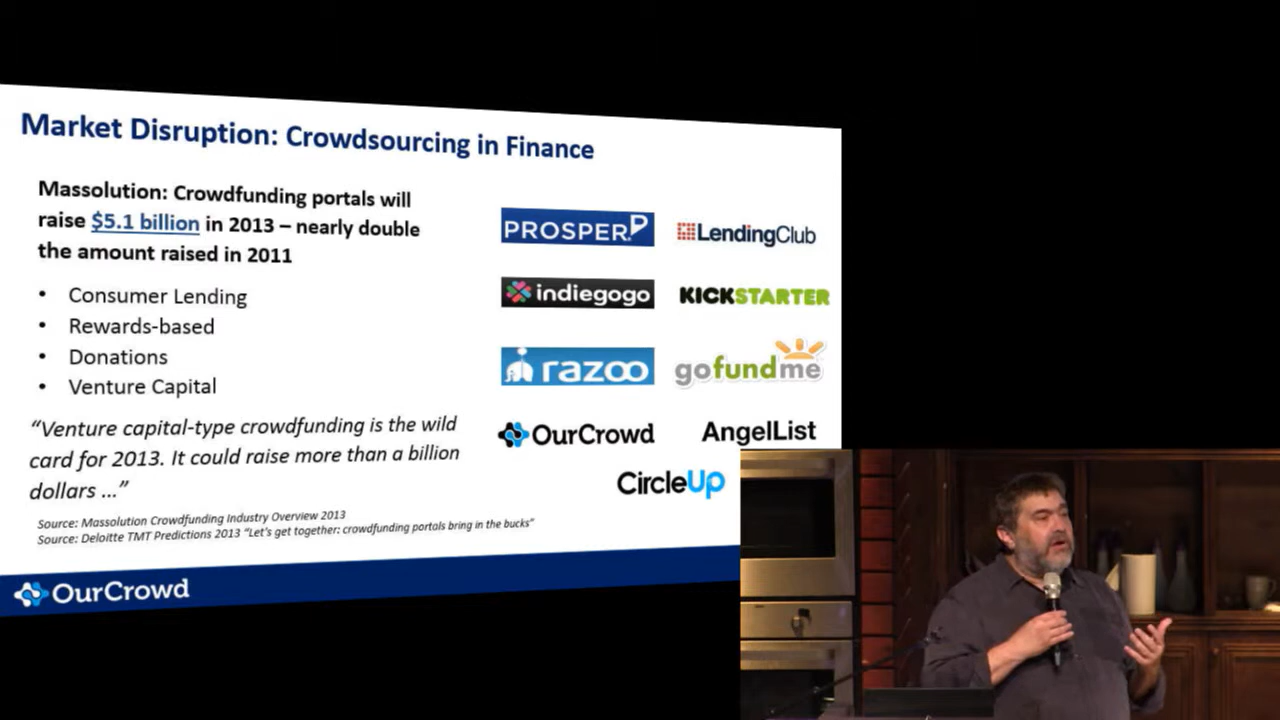 Market Disruption: Crowdsourcing in Finance
Massolution: Crowdfunding portals will
raise $5.1 billion in 2013 – nearly double
the amount raised in 2011
• Consumer Lending
• Rewards-based
• Donations
• Venture Capital
“Venture capital-type crowdfunding is the wild
card for 2013. It could raise more than a billion
dollars ...”
Source: Massolution Crowdfunding Industry Overview 2013
Source: Deloitte TMT Predictions 2013 “Let's get together: crowdfunding portals bring in the bucks”
PROSPER
LendingClub
indiegogo
KICKSTARTER
razoo
gofundme
OurCrowd
AngelList
CircleUp
OurCrowd